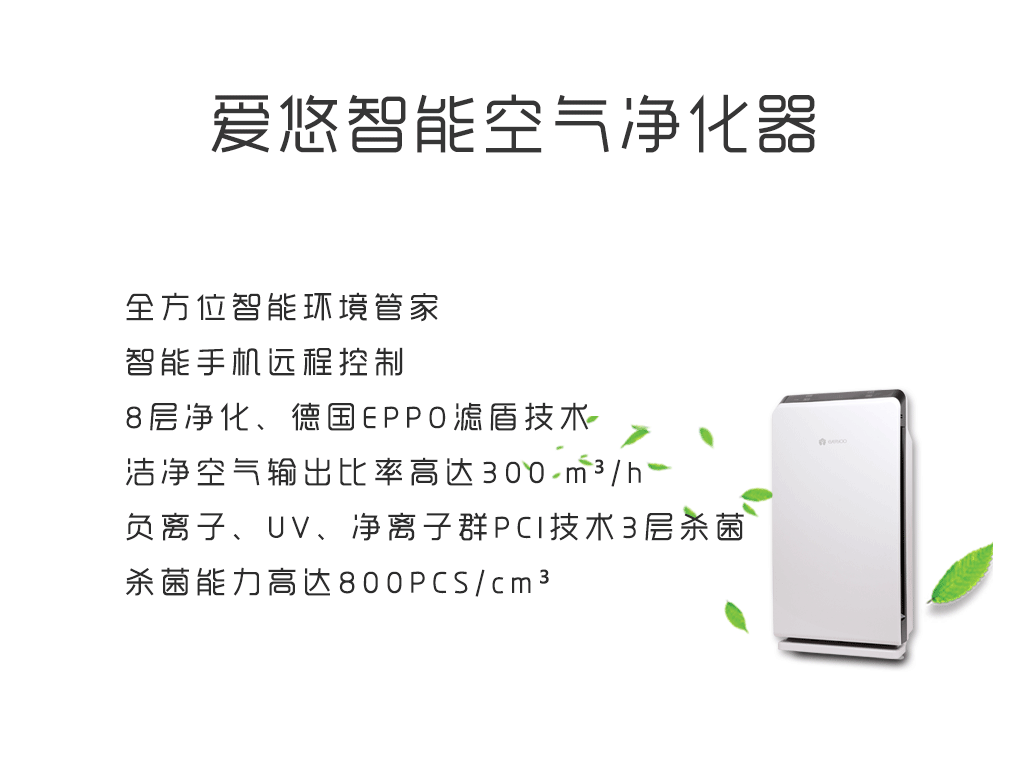 爱悠智能空气净化器
全方位智能环境管家
智能手机远程控制
8层净化、德国EPPO滤盾技术
洁净空气输出比率高达300 m³/h
负离子、UV、净离子群PCI技术3层杀菌
杀菌能力高达800PCS/cm³